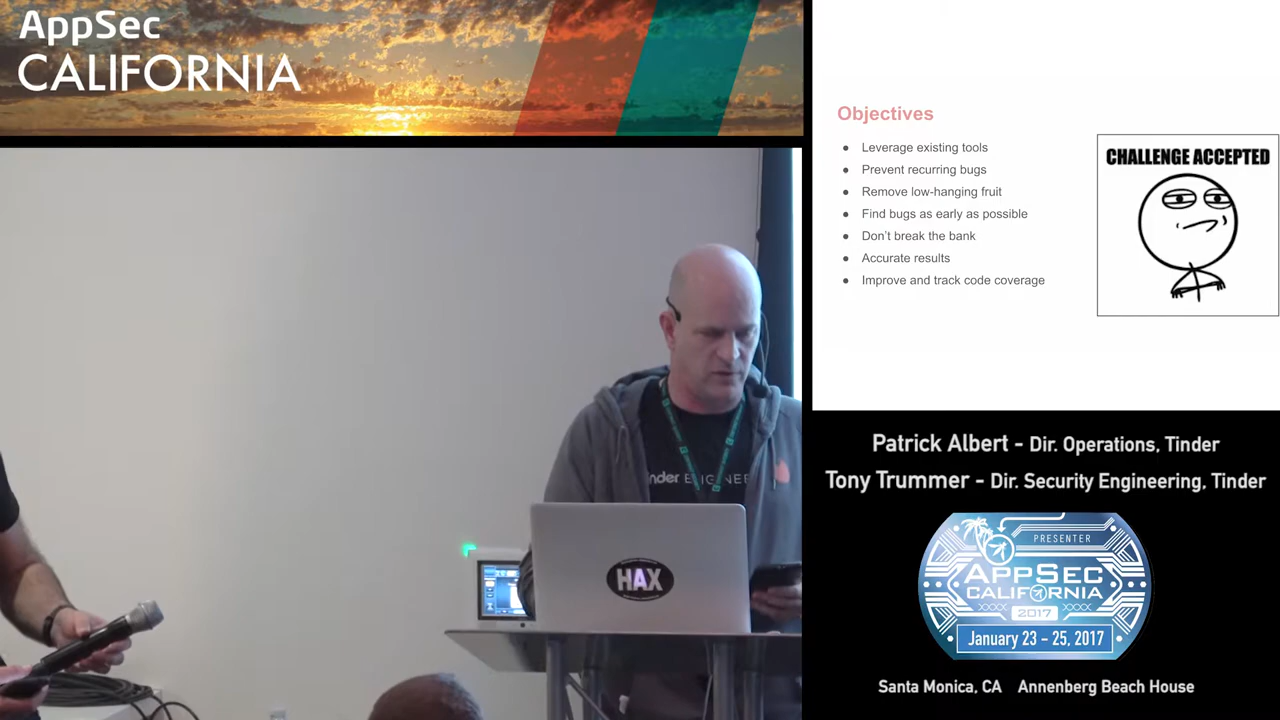 AppSec
CALIFORNIA
Objectives
● Leverage existing tools
● Prevent recurring bugs
● Remove low-hanging fruit
● Find bugs as early as possible
● Don't break the bank
● Accurate results
● Improve and track code coverage
CHALLENGE ACCEPTED
nder ENGINEE
HAX
Patrick Albert - Dir. Operations, Tinder
Tony Trummer - Dir. Security Engineering, Tinder
PRESENTER
APPSEC
CALIFORNIA
2017
January 23 - 25, 2017
Santa Monica, CA Annenberg Beach House